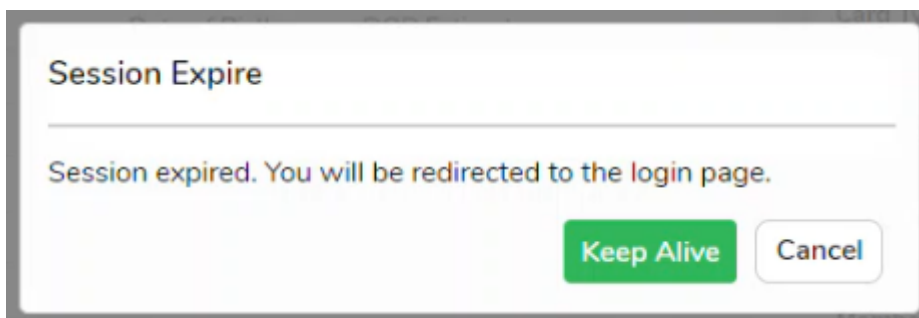 Session Expire
Session expired. You will be redirected to the login page.
Keep Alive
Cancel